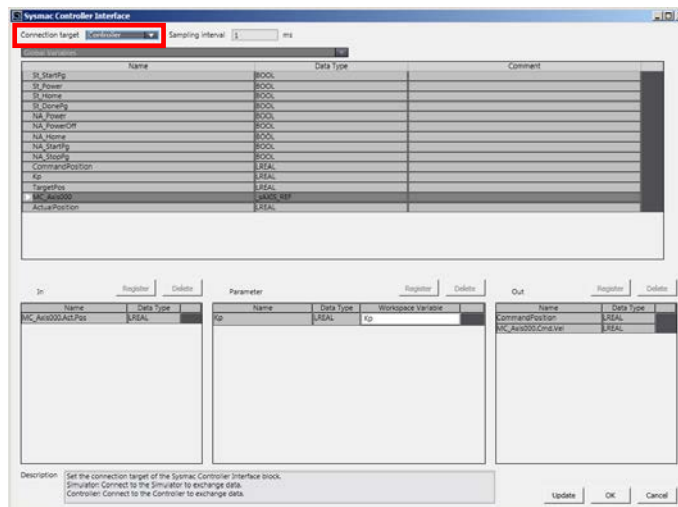 Sysmac Controller Interface
Connection target Controller Sampling interval 1 ms
Global Variables
Name Data Type Comment
St_StartPg BOOL
St_Power BOOL
St_Home BOOL
St_DonePg BOOL
NA_Power BOOL
NA_PowerOff BOOL
NA_Home BOOL
NA_StartPg BOOL
NA_StopPg BOOL
CommandPosition LREAL
Kp LREAL
TargetPos LREAL
MC_Axis000 _sAXIS_REF
ActualPosition LREAL
In Register Delete Parameter Register Delete Out Register Delete
Name Data Type Name Data Type Workspace Variable Name Data Type
MC_Axis000.Act.Pos LREAL Kp LREAL Kp CommandPosition LREAL
MC_Axis000.Cmd.Vel LREAL
Description Set the connection target of the Sysmac Controller Interface block.
Simulator: Connect to the Simulator to exchange data.
Controller: Connect to the Controller to exchange data.
Update OK Cancel